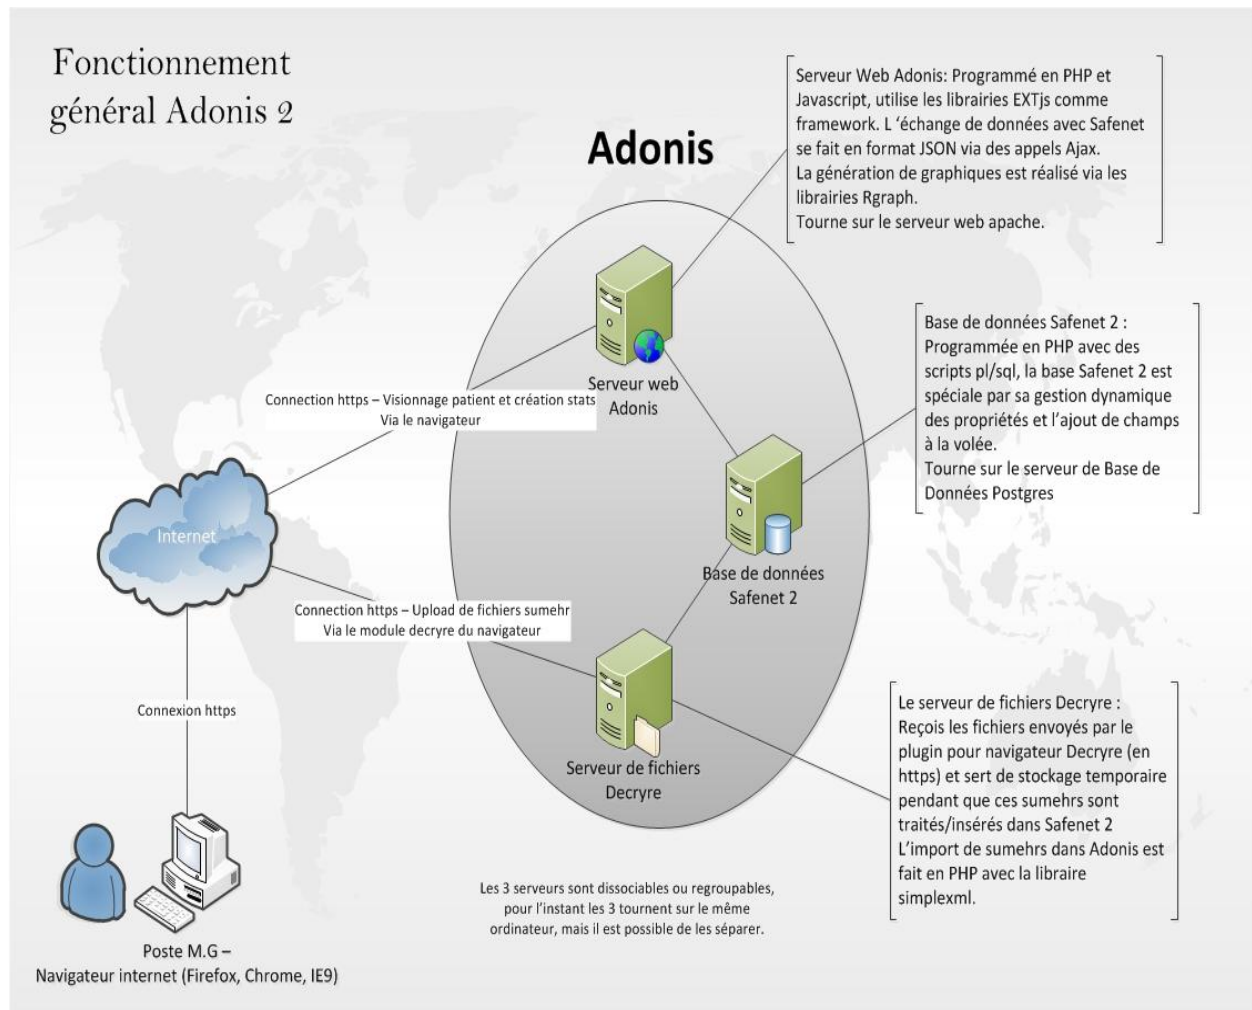 Fonctionnement
général Adonis 2
Adonis
Serveur Web Adonis: Programmé en PHP et
Javascript, utilise les librairies EXTjs comme
framework. L ‘échange de données avec Safenet
se fait en format JSON via des appels Ajax.
La génération de graphiques est réalisé via les
librairies Rgraph.
Tourne sur le serveur web apache.
Serveur web
Adonis
Base de données Safenet 2 :
Programmée en PHP avec des
scripts pl/sql, la base Safenet 2 est
spéciale par sa gestion dynamique
des propriétés et l’ajout de champs
à la volée.
Tourne sur le serveur de Base de
Données Postgres
Connection https – Visionnage patient et création stats
Via le navigateur
Internet
Base de données
Safenet 2
Connection https – Upload de fichiers sumehr
Via le module decryre du navigateur
Connexion https
Serveur de fichiers
Decryre
Le serveur de fichiers Decryre :
Reçois les fichiers envoyés par le
plugin pour navigateur Decryre (en
https) et sert de stockage temporaire
pendant que ces sumehrs sont
traités/insérés dans Safenet 2
L’import de sumehrs dans Adonis est
fait en PHP avec la libraire
simplexml.
Les 3 serveurs sont dissociables ou regroupables,
pour l’instant les 3 tournent sur le même
ordinateur, mais il est possible de les séparer.
Poste M.G –
Navigateur internet (Firefox, Chrome, IE9)